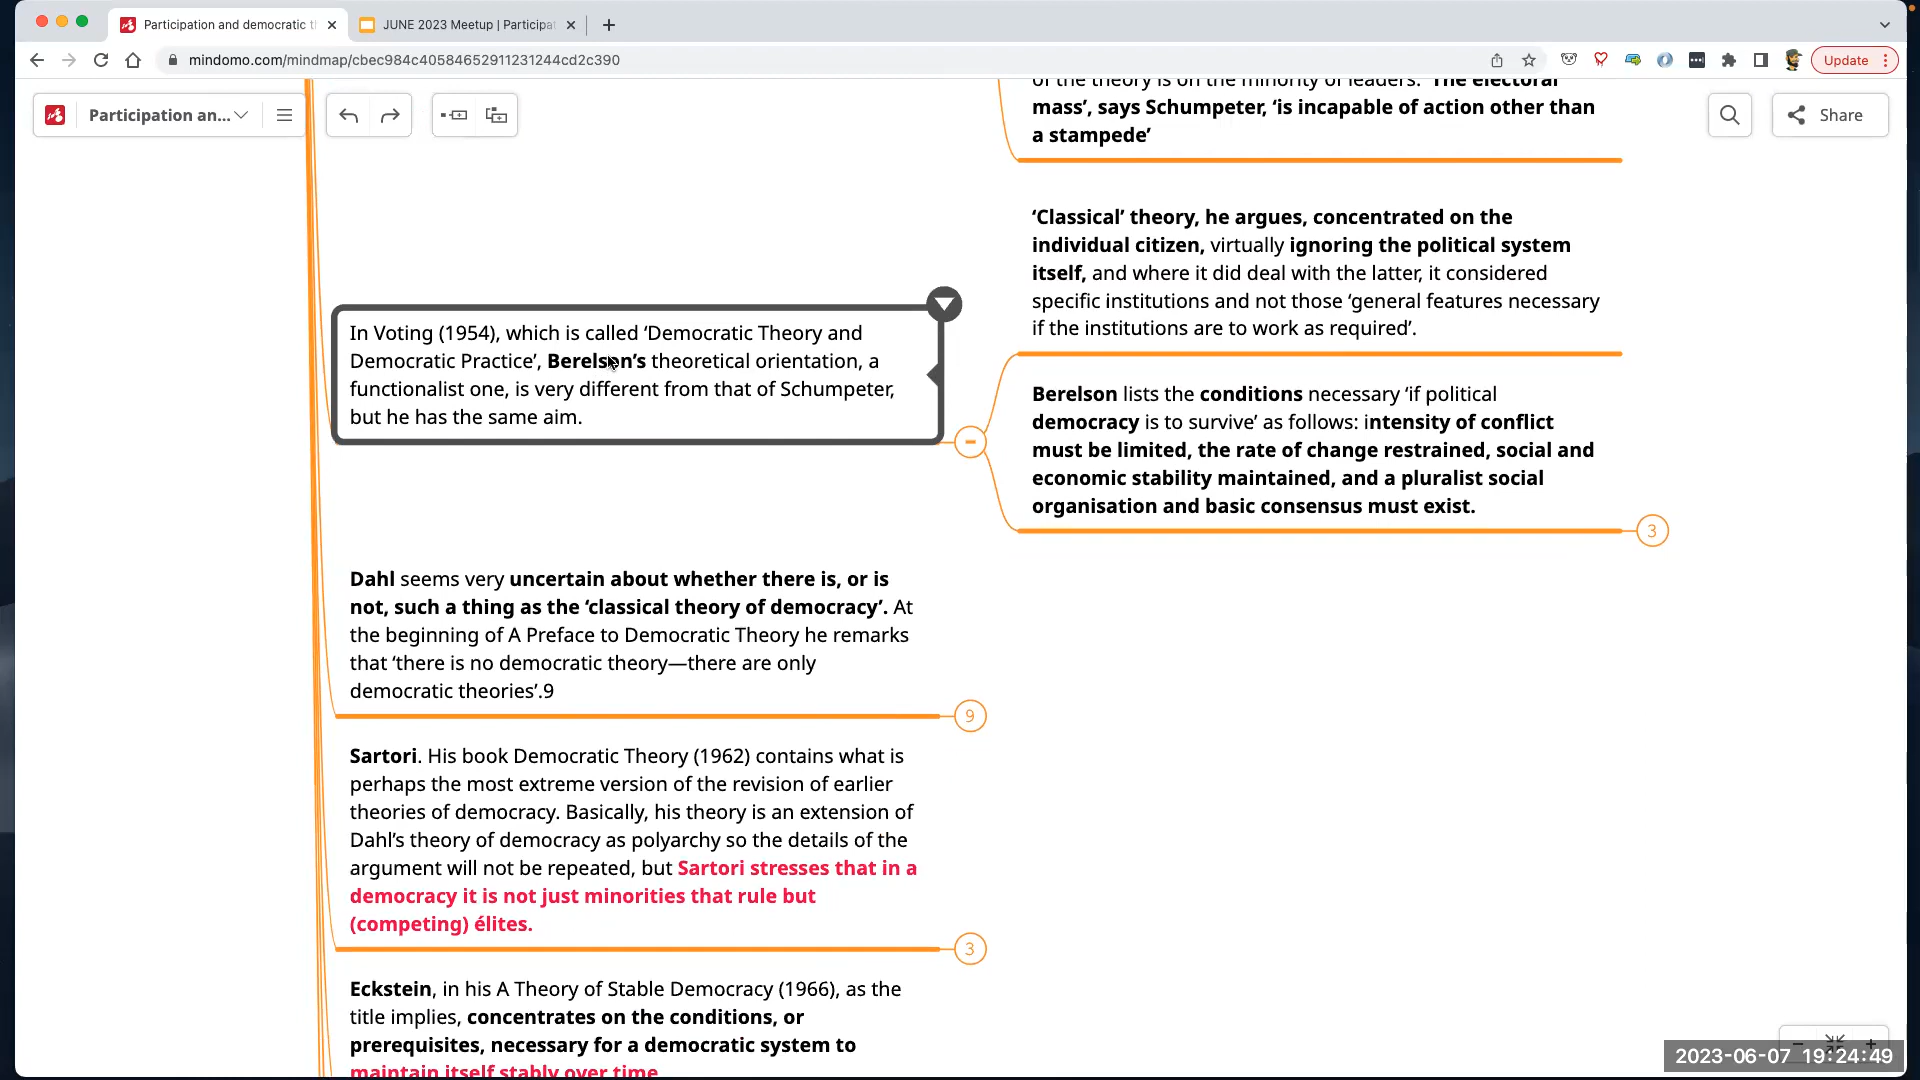 Participation and democratic t
JUNE 2023 Meetup | Participat
mindomo.com/mindmap/cbec984c40584652911231244cd2c390
Update
Participation an...
Share
of the theory is on the minority of leaders. 'The electoral
mass', says Schumpeter, 'is incapable of action other than
a stampede'
'Classical' theory, he argues, concentrated on the
individual citizen, virtually ignoring the political system
itself, and where it did deal with the latter, it considered
specific institutions and not those 'general features necessary
if the institutions are to work as required'.
In Voting (1954), which is called 'Democratic Theory and
Democratic Practice', Berelson's theoretical orientation, a
functionalist one, is very different from that of Schumpeter,
but he has the same aim.
Berelson lists the conditions necessary 'if political
democracy is to survive' as follows: intensity of conflict
must be limited, the rate of change restrained, social and
economic stability maintained, and a pluralist social
organisation and basic consensus must exist.
3
Dahl seems very uncertain about whether there is, or is
not, such a thing as the 'classical theory of democracy'. At
the beginning of A Preface to Democratic Theory he remarks
that 'there is no democratic theory—there are only
democratic theories'.9
9
Sartori. His book Democratic Theory (1962) contains what is
perhaps the most extreme version of the revision of earlier
theories of democracy. Basically, his theory is an extension of
Dahl's theory of democracy as polyarchy so the details of the
argument will not be repeated, but Sartori stresses that in a
democracy it is not just minorities that rule but
(competing) élites.
3
Eckstein, in his A Theory of Stable Democracy (1966), as the
title implies, concentrates on the conditions, or
prerequisites, necessary for a democratic system to
maintain itself stably over time
2023-06-07 19:24:49